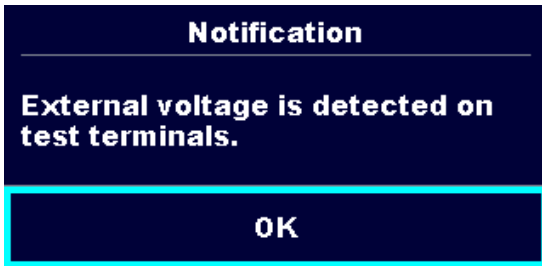 Notification
External voltage is detected on
test terminals.
OK